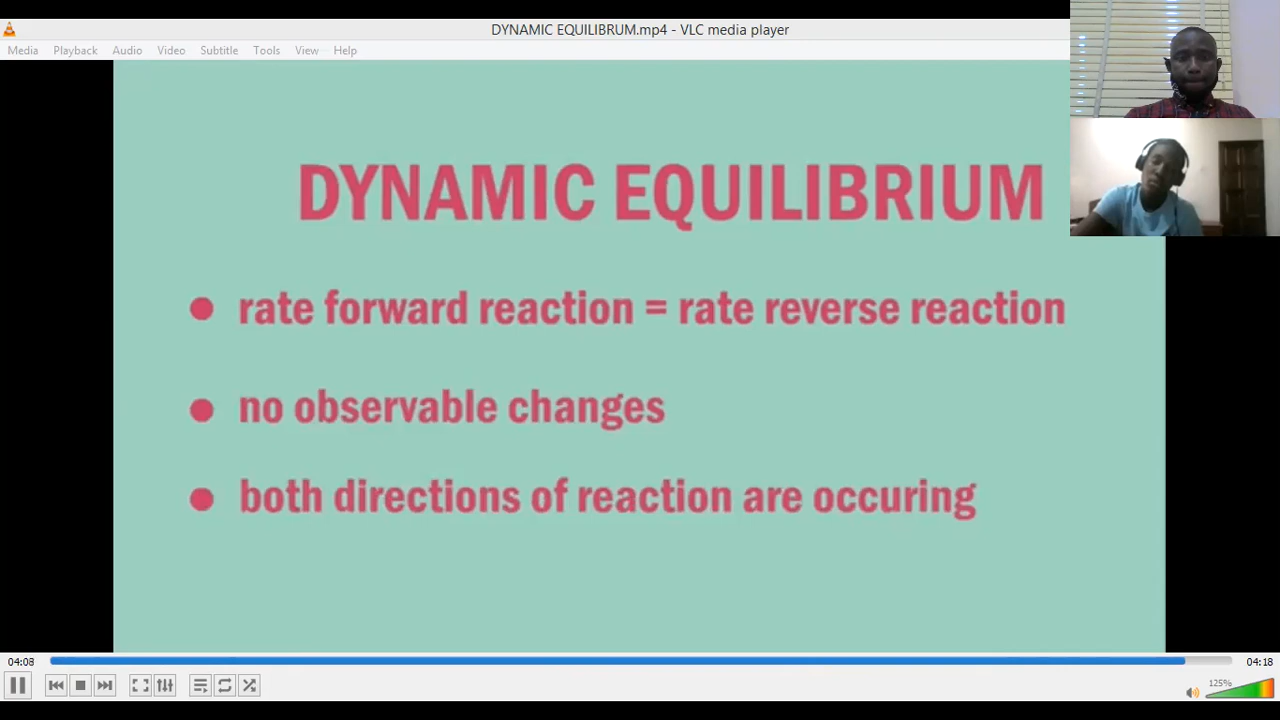 DYNAMIC EQUILIBRUM.mp4 - VLC media player
Media Playback Audio Video Subtitle Tools View Help
DYNAMIC EQUILIBRIUM
rate forward reaction = rate reverse reaction
no observable changes
both directions of reaction are occuring
04:08 04:18
125%